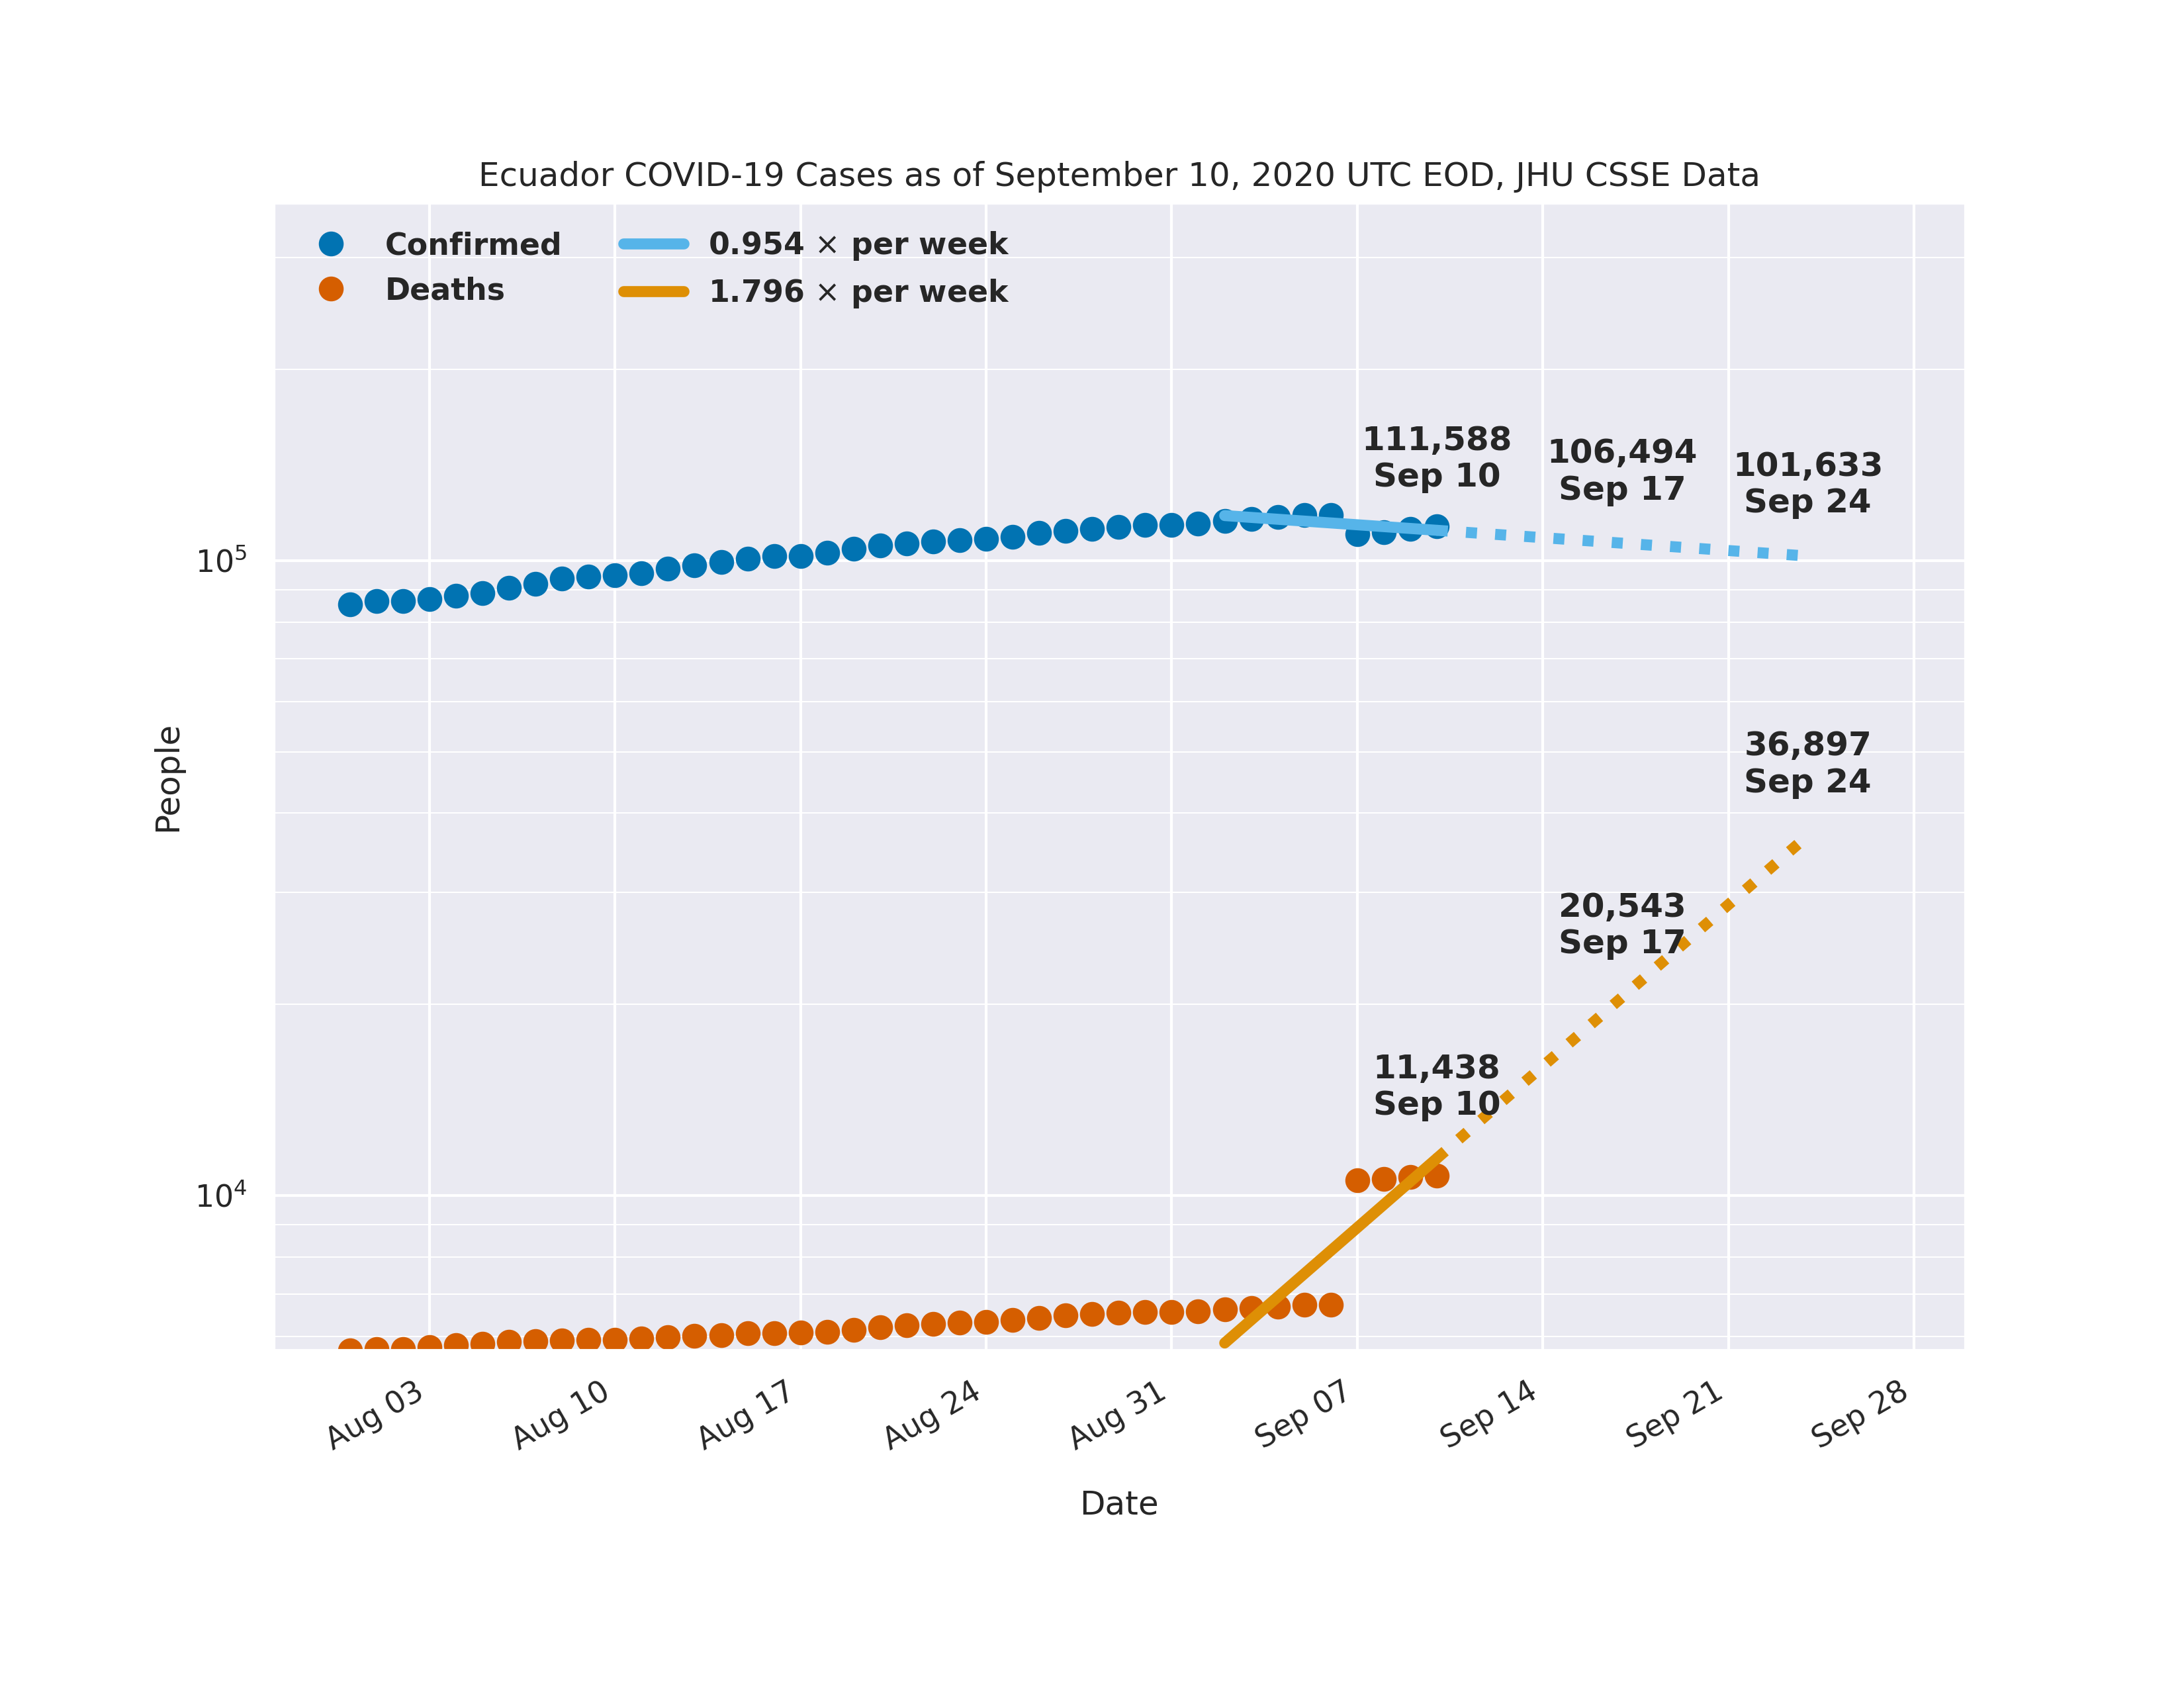 Ecuador COVID-19 Cases as of September 10, 2020 UTC EOD, JHU CSSE Data
Confirmed
Deaths
0.954 × per week
1.796 × per week
111,588
Sep 10
106,494
Sep 17
101,633
Sep 24
36,897
Sep 24
20,543
Sep 17
11,438
Sep 10
10⁵
10⁴
People
Aug 03
Aug 10
Aug 17
Aug 24
Aug 31
Sep 07
Sep 14
Sep 21
Sep 28
Date